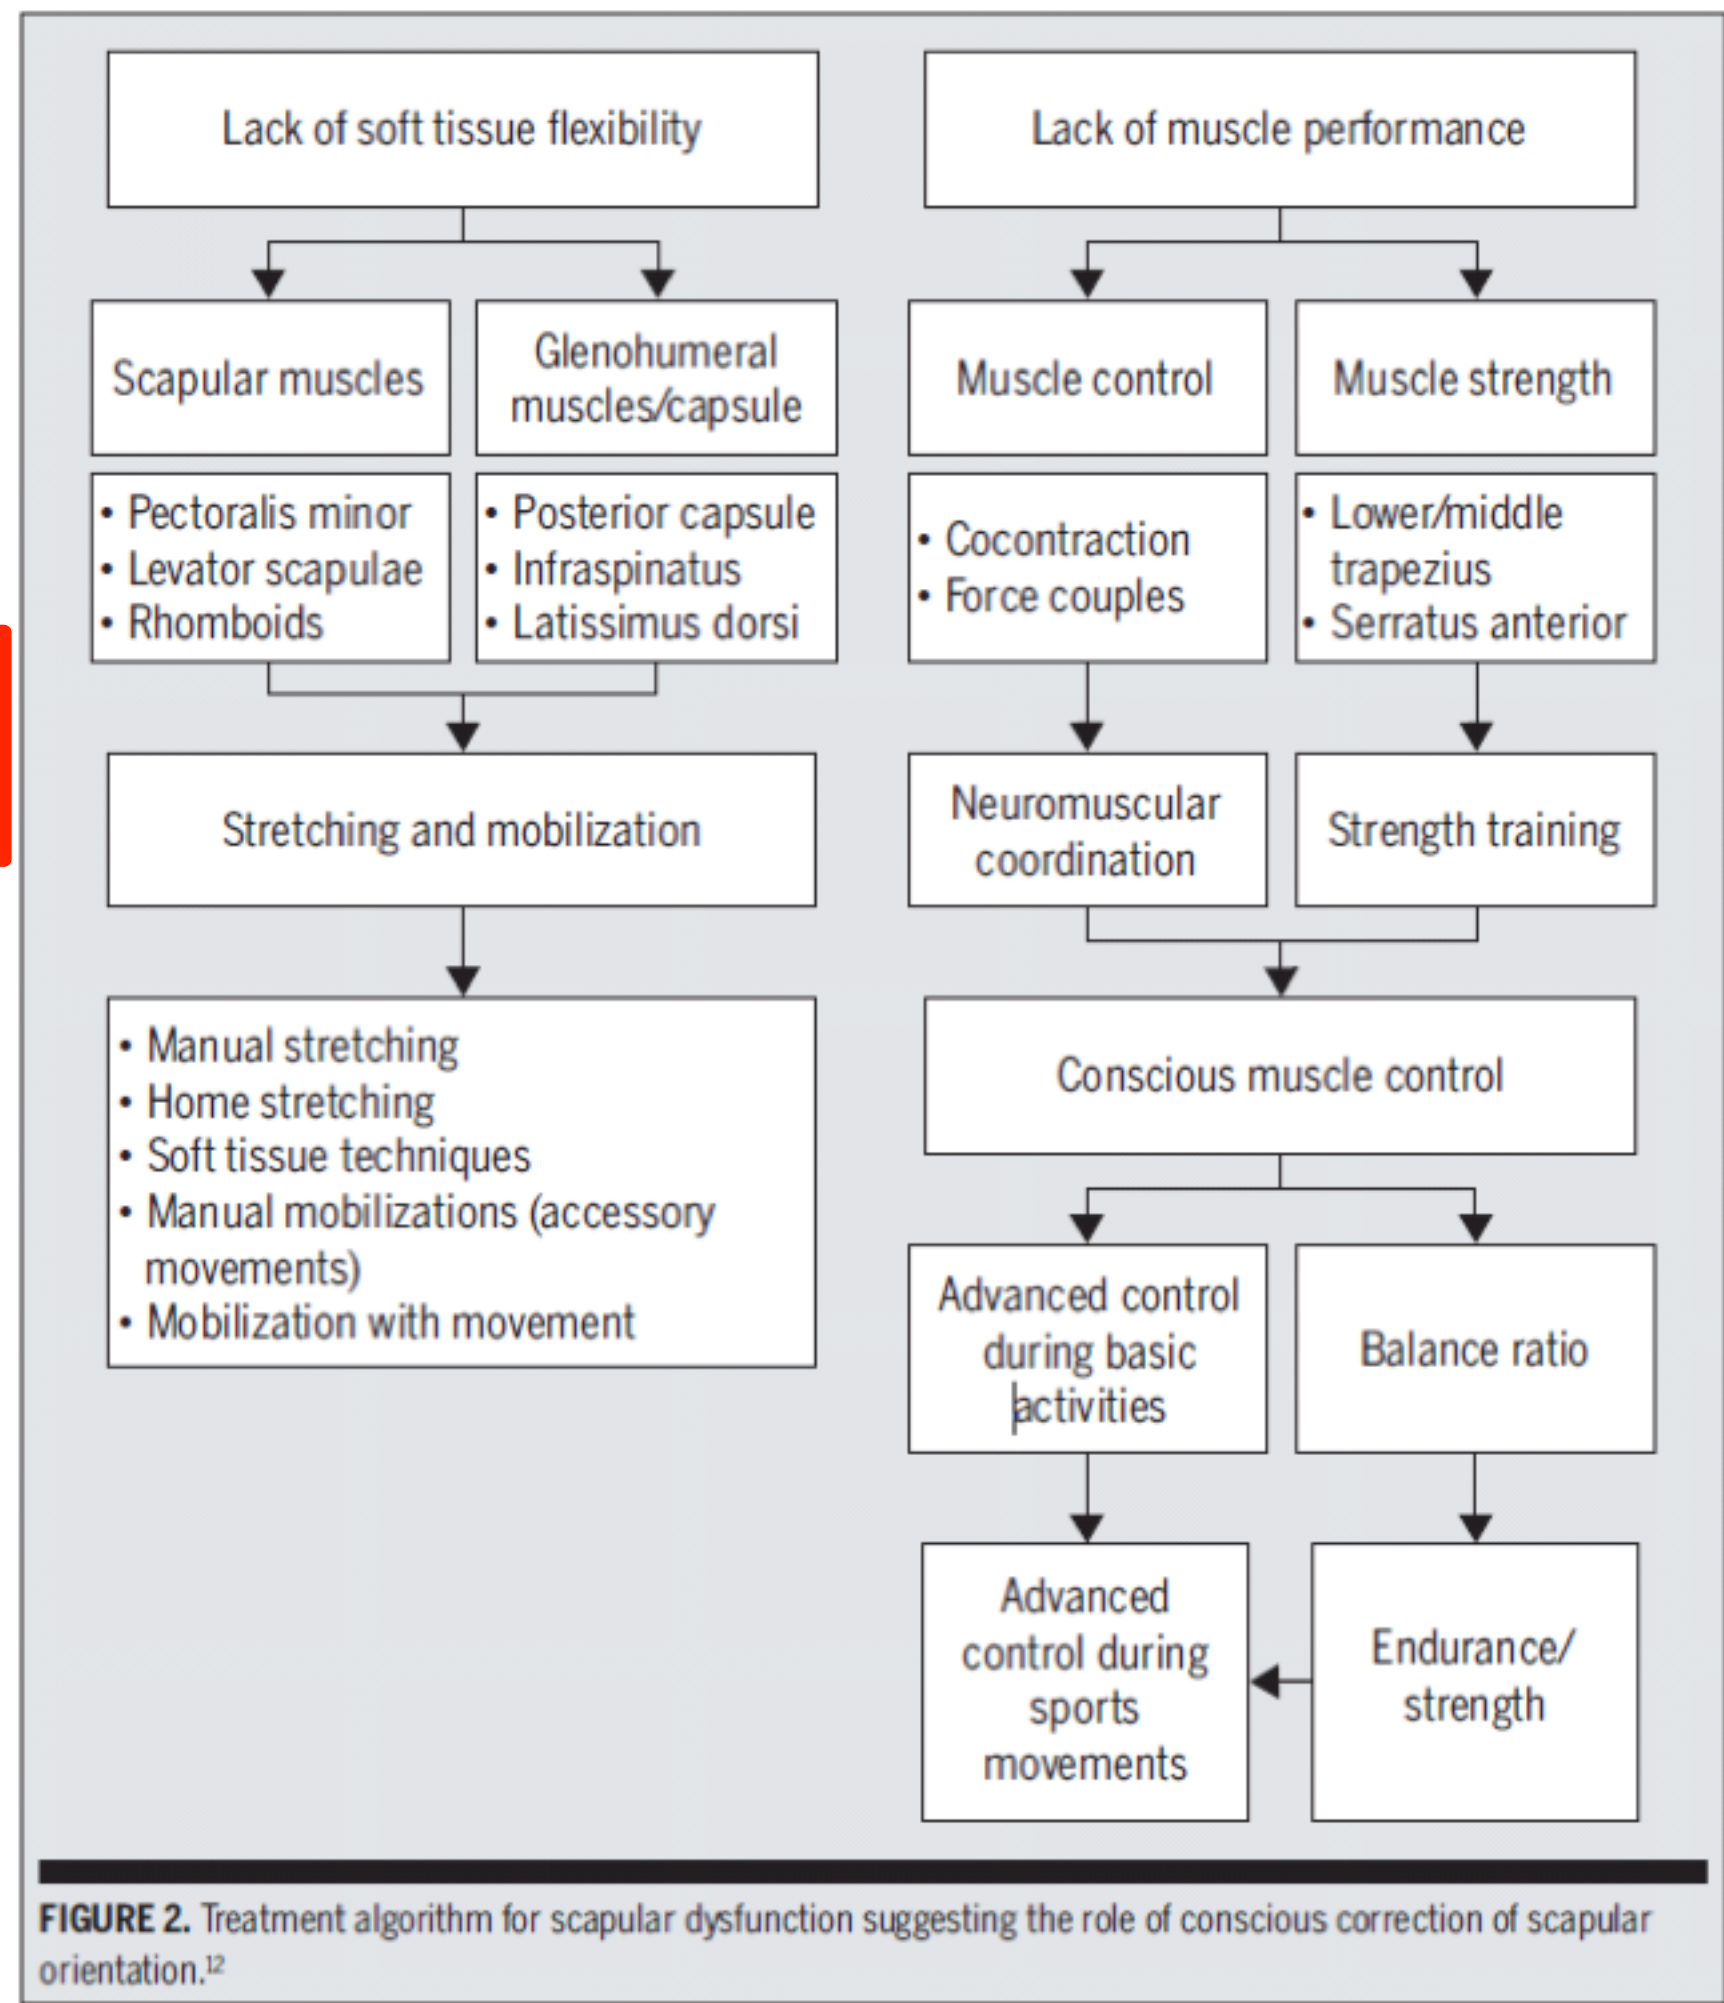 Lack of soft tissue flexibility
Lack of muscle performance
Scapular muscles
Glenohumeral
muscles/capsule
Muscle control
Muscle strength
• Pectoralis minor
• Levator scapulae
• Rhomboids
• Posterior capsule
• Infraspinatus
• Latissimus dorsi
• Cocontraction
• Force couples
• Lower/middle
trapezius
• Serratus anterior
Stretching and mobilization
Neuromuscular
coordination
Strength training
• Manual stretching
• Home stretching
• Soft tissue techniques
• Manual mobilizations (accessory
movements)
• Mobilization with movement
Conscious muscle control
Advanced control
during basic
activities
Balance ratio
Advanced
control during
sports
movements
Endurance/
strength
FIGURE 2. Treatment algorithm for scapular dysfunction suggesting the role of conscious correction of scapular
orientation.12